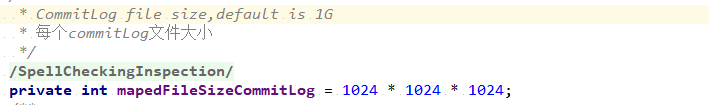 * CommitLog file size,default is 1G
* 每个commitLog文件大小
*/
/SpellCheckingInspection/
private int mapedFileSizeCommitLog = 1024 * 1024 * 1024;